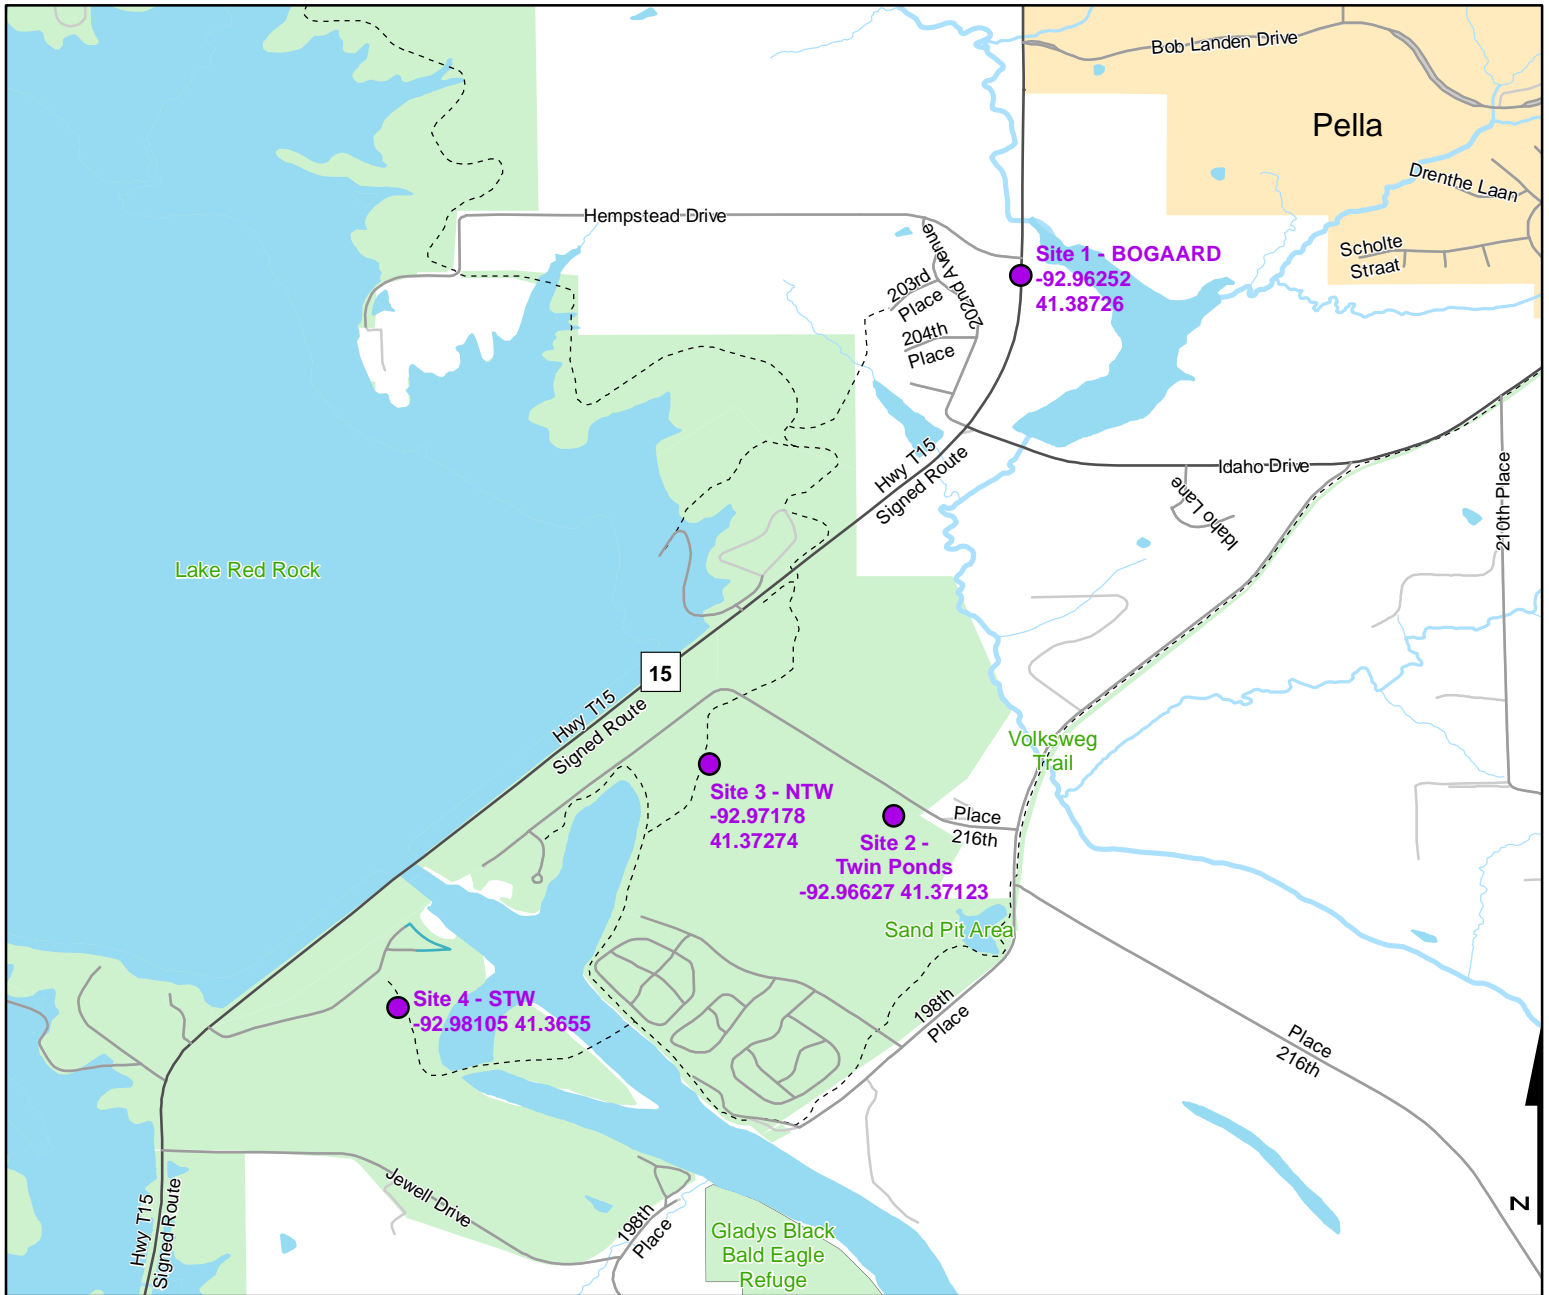 Bob Landen Drive
Pella
Drenthe Laan
Hempstead Drive
Scholte
Straat
202nd Avenue
Site 1 - BOGAARD
-92.96252
41.38726
203rd
Place
204th
Place
Hwy T15
Signed Route
Idaho Drive
Idaho Lane
210th Place
Lake Red Rock
15
Hwy T15
Signed Route
Volksweg
Trail
Site 3 - NTW
-92.97178
41.37274
Place
216th
Site 2 -
Twin Ponds
-92.96627 41.37123
Sand Pit Area
Site 4 - STW
-92.98105 41.3655
198th
Place
Place
216th
Jewell Drive
Hwy T15
Signed Route
198th
Place
Gladys Black
Bald Eagle
Refuge
N